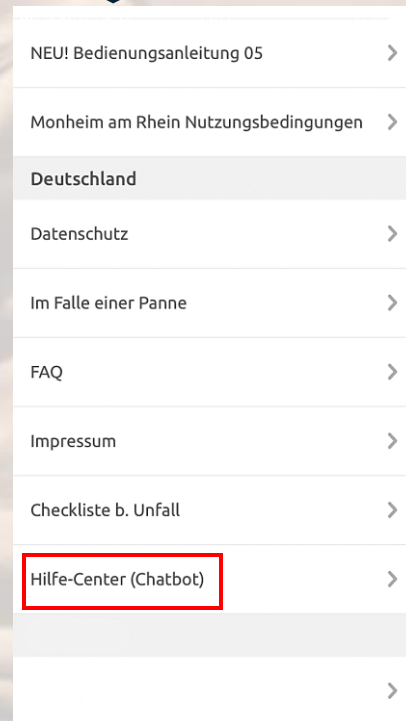 NEU! Bedienungsanleitung 05
Monheim am Rhein Nutzungsbedingungen
Deutschland
Datenschutz
Im Falle einer Panne
FAQ
Impressum
Checkliste b. Unfall
Hilfe-Center (Chatbot)